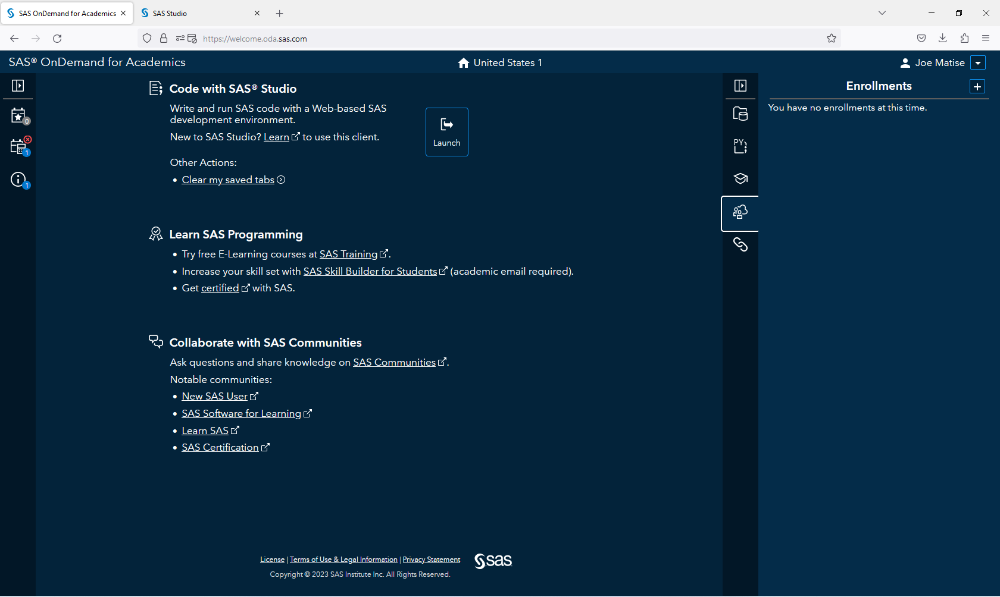 SAS OnDemand for Academics
SAS Studio
https://welcome.oda.sas.com
SAS® OnDemand for Academics
United States 1
Joe Matise
0
1
1
Code with SAS® Studio
Write and run SAS code with a Web-based SAS
development environment.
New to SAS Studio? Learn to use this client.
Launch
Other Actions:
• Clear my saved tabs
Learn SAS Programming
• Try free E-Learning courses at SAS Training.
• Increase your skill set with SAS Skill Builder for Students (academic email required).
• Get certified with SAS.
Collaborate with SAS Communities
Ask questions and share knowledge on SAS Communities.
Notable communities:
• New SAS User
• SAS Software for Learning
• Learn SAS
• SAS Certification
License | Terms of Use & Legal Information | Privacy Statement
Copyright © 2023 SAS Institute Inc. All Rights Reserved.
sas
PY
Enrollments
You have no enrollments at this time.